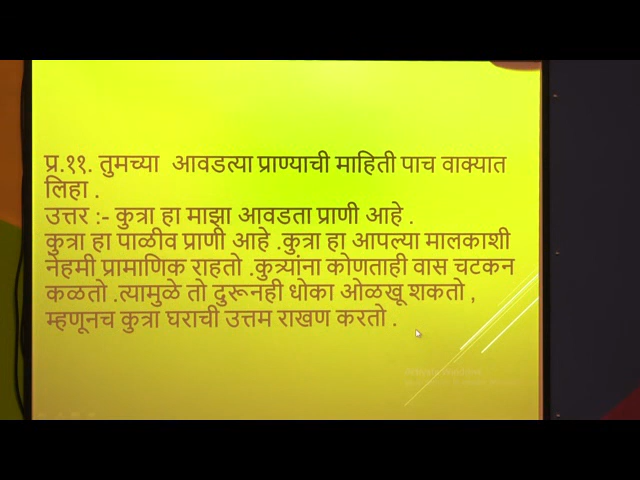 प्र.११. तुमच्या आवडत्या प्राण्याची माहिती पाच वाक्यात
लिहा .
उत्तर :- कुत्रा हा माझा आवडता प्राणी आहे .
कुत्रा हा पाळीव प्राणी आहे .कुत्रा हा आपल्या मालकाशी
नेहमी प्रामाणिक राहतो .कुत्र्यांना कोणताही वास चटकन
कळतो .त्यामुळे तो दुरूनही धोका ओळखू शकतो ,
म्हणूनच कुत्रा घराची उत्तम राखण करतो .